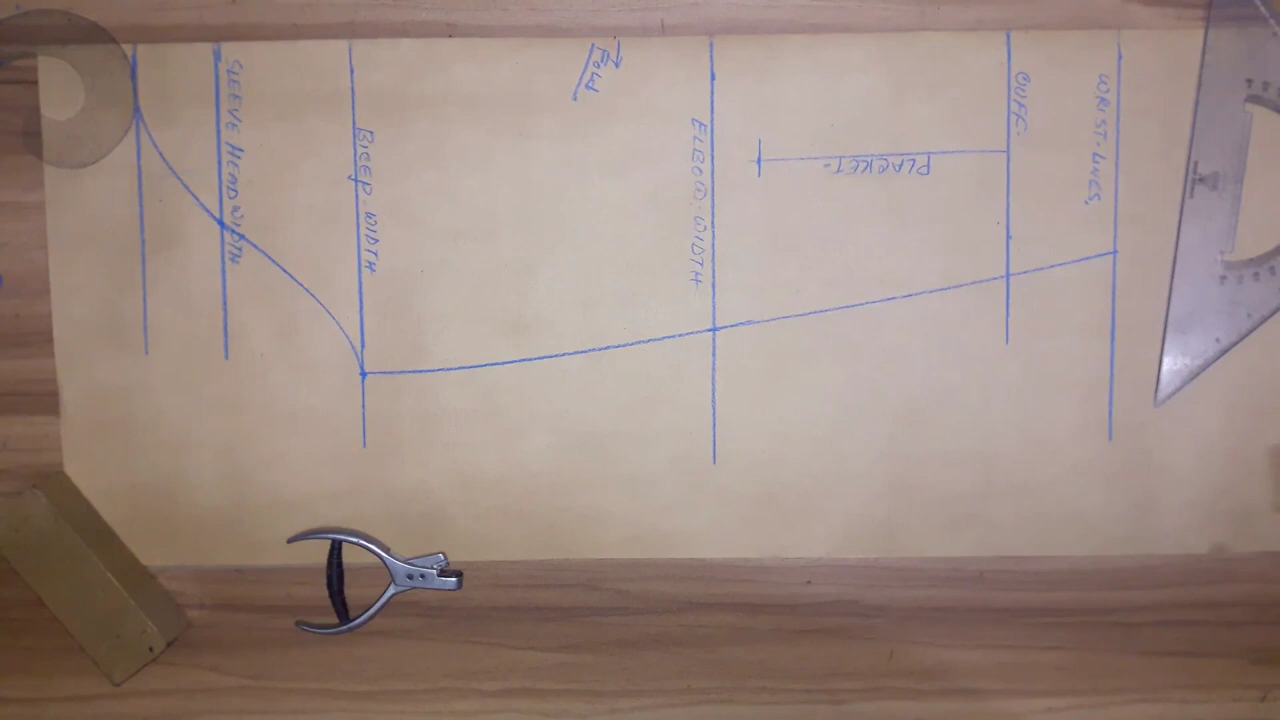 SLEEVE HEAD WIDTH
BICEP-WIDTH
Fold
ELBOW-WIDTH
PLACKET-
CUFF-
WRIST-LINES,